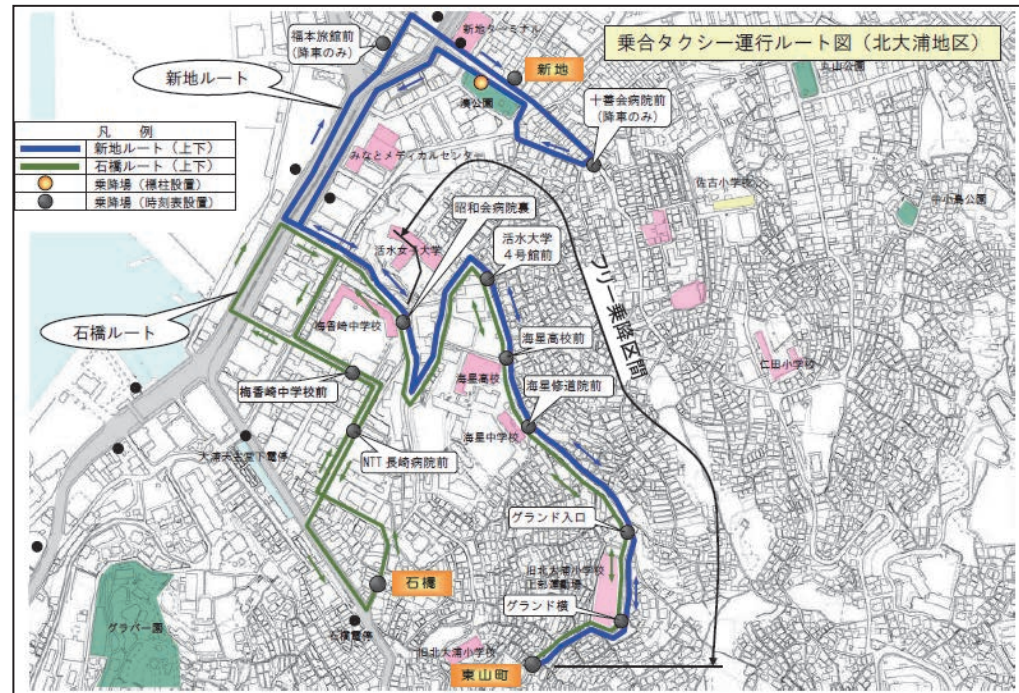 乗合タクシー運行ルート図（北大浦地区）
新地ターミナル
福本旅館前
（降車のみ）
新地
丸山公園
新地ルート
湊公園
十善会病院前
（降車のみ）
凡　例
新地ルート（上下）
石橋ルート（上下）
乗降場（標柱設置）
乗降場（時刻表設置）
みなとメディカルセンター
佐古小学校
中小島公園
昭和会病院裏
活水女子大学
活水大学
４号館前
フリー乗降区間
石橋ルート
梅香崎中学校
海星高校前
仁田小学校
海星高校
海星修道院前
梅香崎中学校前
海星中学校
大浦天主堂下電停
NTT 長崎病院前
グランド入口
旧北大浦小学校
上部運動場
石橋
グランド横
グラバー園
石橋電停
旧北大浦小学校
東山町